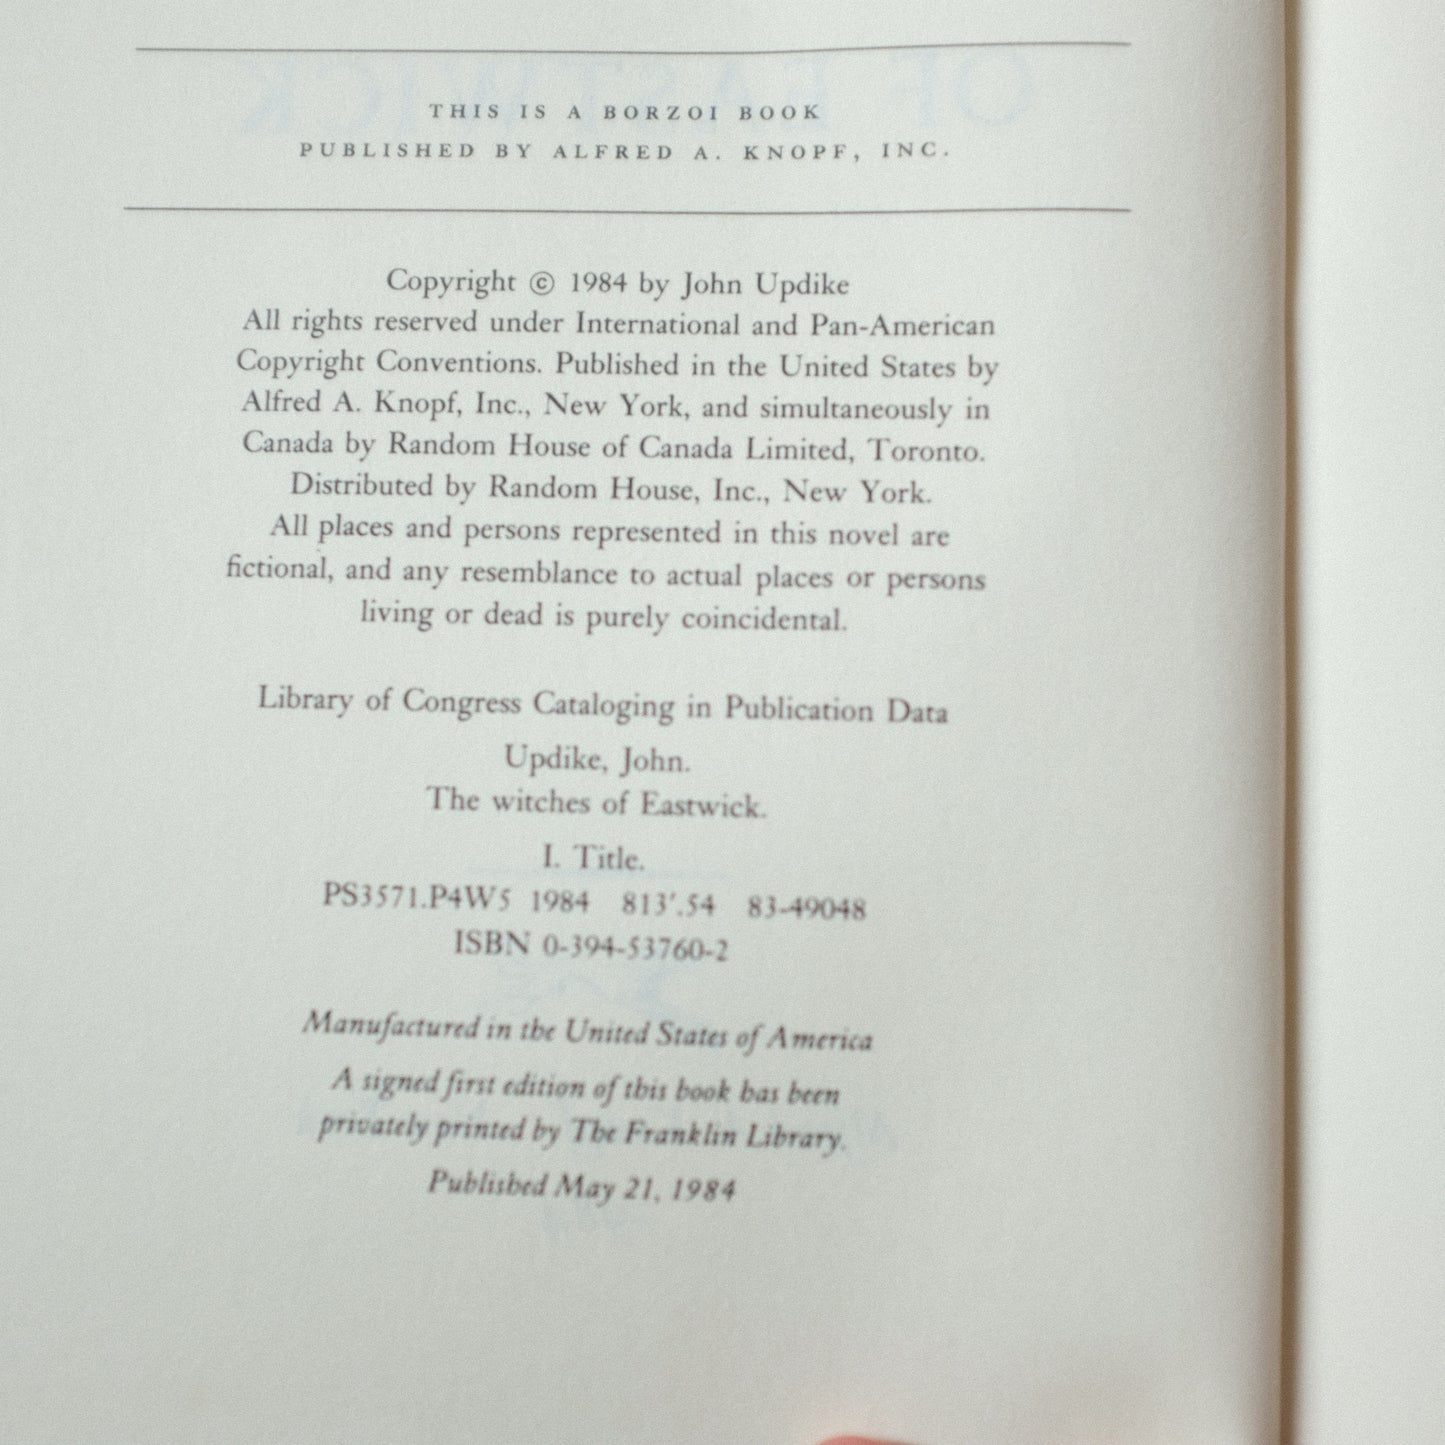 THIS IS A BORZOI BOOK
PUBLISHED BY ALFRED A. KNOPF, INC.
Copyright © 1984 by John Updike
All rights reserved under International and Pan-American
Copyright Conventions. Published in the United States by
Alfred A. Knopf, Inc., New York, and simultaneously in
Canada by Random House of Canada Limited, Toronto.
Distributed by Random House, Inc., New York.
All places and persons represented in this novel are
fictional, and any resemblance to actual places or persons
living or dead is purely coincidental.
Library of Congress Cataloging in Publication Data
Updike, John.
The witches of Eastwick.
I. Title.
PS3571.P4W5 1984 813'.54 83-49048
ISBN 0-394-53760-2
Manufactured in the United States of America
A signed first edition of this book has been
privately printed by The Franklin Library.
Published May 21, 1984